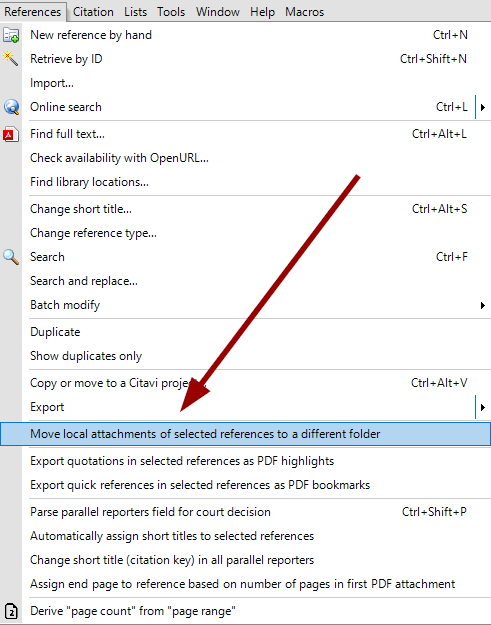 References Citation Lists Tools Window Help Macros
New reference by hand Ctrl+N
Retrieve by ID Ctrl+Shift+N
Import...
Online search Ctrl+L
Find full text... Ctrl+Alt+L
Check availability with OpenURL...
Find library locations...
Change short title... Ctrl+Alt+S
Change reference type...
Search Ctrl+F
Search and replace...
Batch modify
Duplicate
Show duplicates only
Copy or move to a Citavi project... Ctrl+Alt+V
Export
Move local attachments of selected references to a different folder
Export quotations in selected references as PDF highlights
Export quick references in selected references as PDF bookmarks
Parse parallel reporters field for court decision Ctrl+Shift+P
Automatically assign short titles to selected references
Change short title (citation key) in all parallel reporters
Assign end page to reference based on number of pages in first PDF attachment
2 Derive "page count" from "page range"